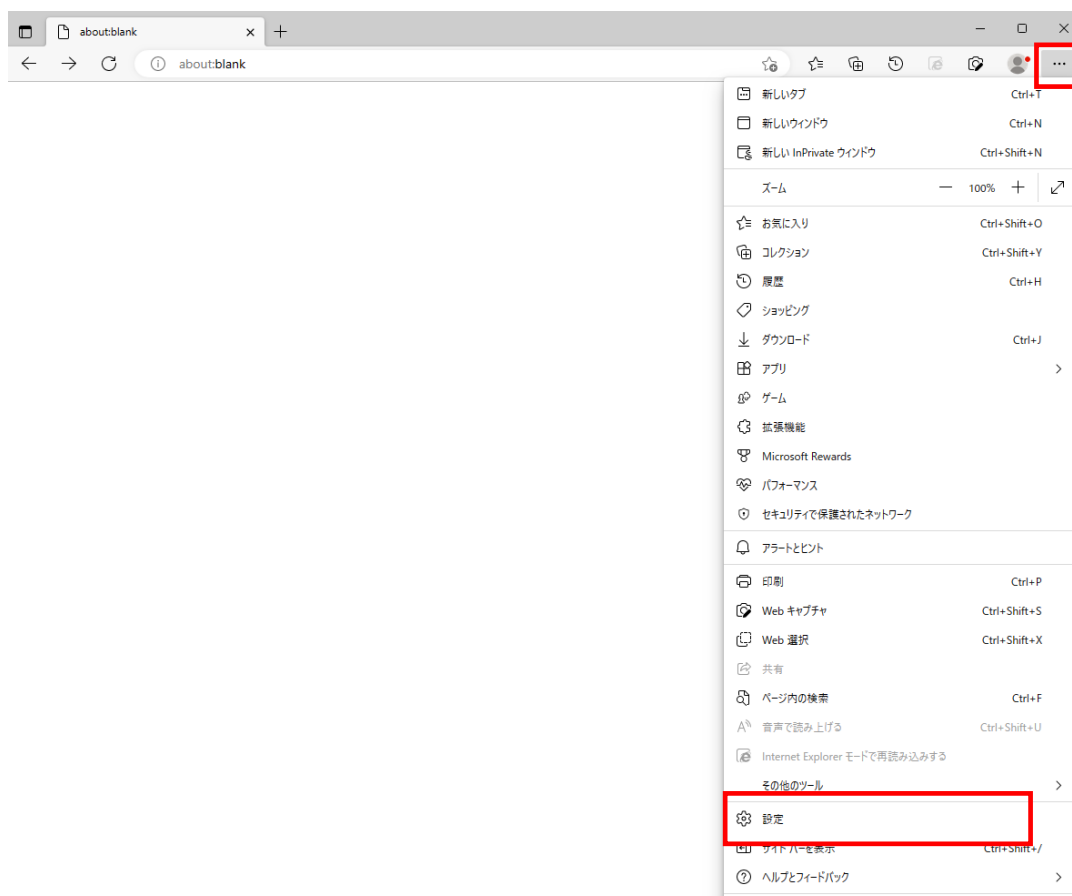 about:blank
about:blank
新しいタブ Ctrl+T
新しいウィンドウ Ctrl+N
新しい InPrivate ウィンドウ Ctrl+Shift+N
ズーム 100%
お気に入り Ctrl+Shift+O
コレクション Ctrl+Shift+Y
履歴 Ctrl+H
ショッピング
ダウンロード Ctrl+J
アプリ
ゲーム
拡張機能
Microsoft Rewards
パフォーマンス
セキュリティで保護されたネットワーク
アラートとヒント
印刷 Ctrl+P
Web キャプチャ Ctrl+Shift+S
Web 選択 Ctrl+Shift+X
共有
ページ内の検索 Ctrl+F
音声で読み上げる Ctrl+Shift+U
Internet Explorer モードで再読み込みする
その他のツール
設定
サイド バーを表示 Ctrl+Shift+/
ヘルプとフィードバック